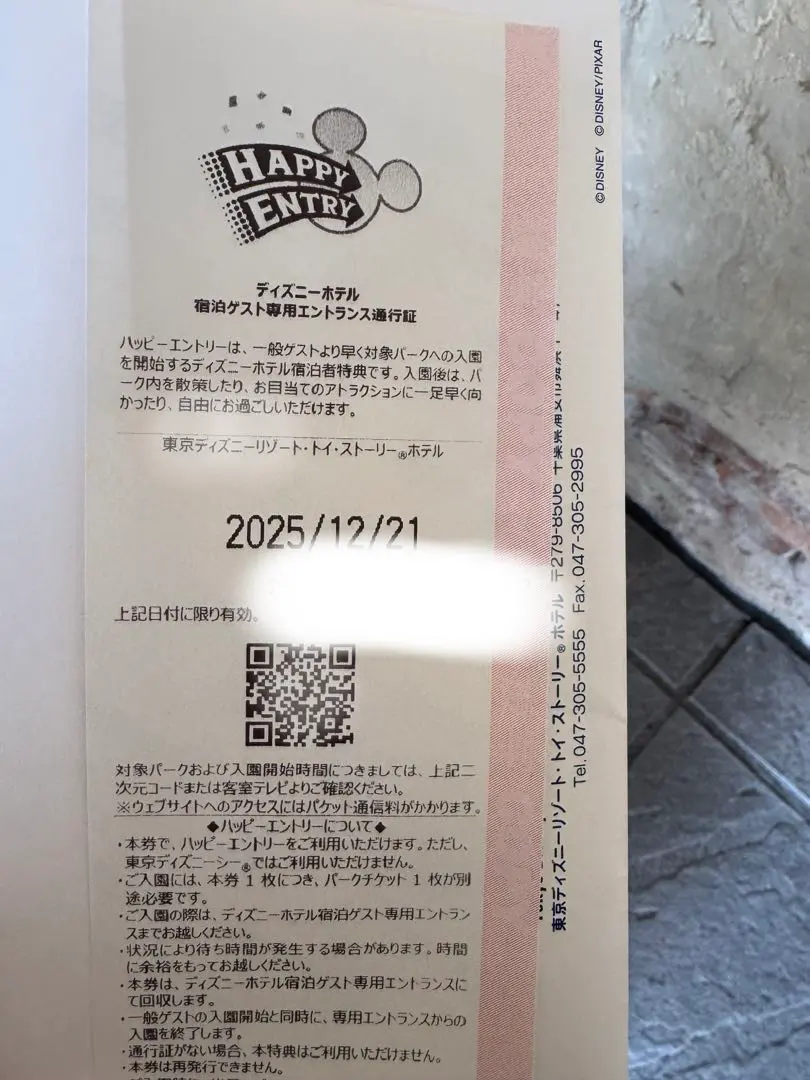 HAPPY
ENTRY
ディズニーホテル
宿泊ゲスト専用エントランス通行証
ハッピーエントリーは、一般ゲストより早く対象パークへの入園
を開始するディズニーホテル宿泊者特典です。入園後は、パ
ーク内を散策したり、お目当てのアトラクションに一足早く向
かったり、自由にお過ごしいただけます。
東京ディズニーリゾート・トイ・ストーリー®ホテル
2025/12/21
上記日付に限り有効。
対象パークおよび入園開始時間につきましては、上記二
次元コードまたは客室テレビよりご確認ください。
※ウェブサイトへのアクセスにはパケット通信料がかかります。
◆ハッピーエントリーについて◆
・本券で、ハッピーエントリーをご利用いただけます。ただし、
東京ディズニーシー®ではご利用いただけません。
・ご入園には、本券1枚につき、パークチケット1枚が別
途必要です。
・ご入園の際は、ディズニーホテル宿泊ゲスト専用エントラン
スまでお越しください。
・状況により待ち時間が発生する場合があります。時間
に余裕をもってお越しください。
・本券は、ディズニーホテル宿泊ゲスト専用エントランスに
て回収します。
・一般ゲストの入園開始と同時に、専用エントランスからの
入園を終了します。
・通行証がない場合、本特典はご利用いただけません。
・本券は再発行できません。
©DISNEY ©DISNEY/PIXAR
東京ディズニーリゾート・トイ・ストーリー®ホテル 〒279-8506
Tel. 047-305-5555 Fax. 047-305-2995